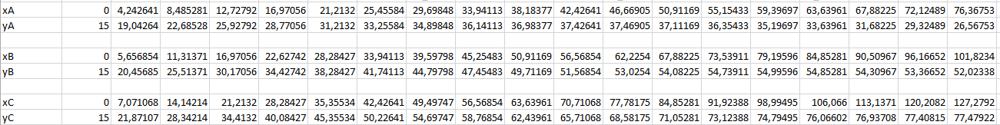 xA 0 4,242641 8,485281 12,72792 16,97056 21,2132 25,45584 29,69848 33,94113 38,18377 42,42641 46,66905 50,91169 55,15433 59,39697 63,63961 67,88225 72,12489 76,36753
yA 15 19,04264 22,68528 25,92792 28,77056 31,2132 33,25584 34,89848 36,14113 36,98377 37,42641 37,46905 37,11169 36,35433 35,19697 33,63961 31,68225 29,32489 26,56753
xB 0 5,656854 11,31371 16,97056 22,62742 28,28427 33,94113 39,59798 45,25483 50,91169 56,56854 62,2254 67,88225 73,53911 79,19596 84,85281 90,50967 96,16652 101,8234
yB 15 20,45685 25,51371 30,17056 34,42742 38,28427 41,74113 44,79798 47,45483 49,71169 51,56854 53,0254 54,08225 54,73911 54,99596 54,85281 54,30967 53,36652 52,02338
xC 0 7,071068 14,14214 21,2132 28,28427 35,35534 42,42641 49,49747 56,56854 63,63961 70,71068 77,78175 84,85281 91,92388 98,99495 106,066 113,1371 120,2082 127,2792
yC 15 21,87107 28,34214 34,4132 40,08427 45,35534 50,22641 54,69747 58,76854 62,43961 65,71068 68,58175 71,05281 73,12388 74,79495 76,06602 76,93708 77,40815 77,47922